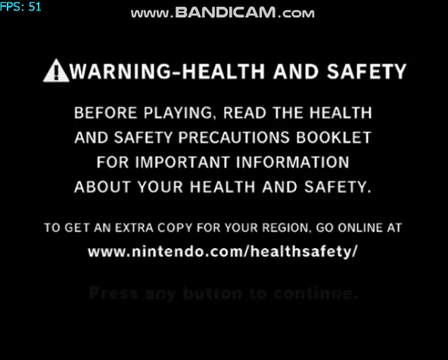 FPS: 51
www.BANDICAM.com
WARNING-HEALTH AND SAFETY
BEFORE PLAYING, READ THE HEALTH
AND SAFETY PRECAUTIONS BOOKLET
FOR IMPORTANT INFORMATION
ABOUT YOUR HEALTH AND SAFETY.
TO GET AN EXTRA COPY FOR YOUR REGION, GO ONLINE AT
www.nintendo.com/healthsafety/
Press any button to continue.